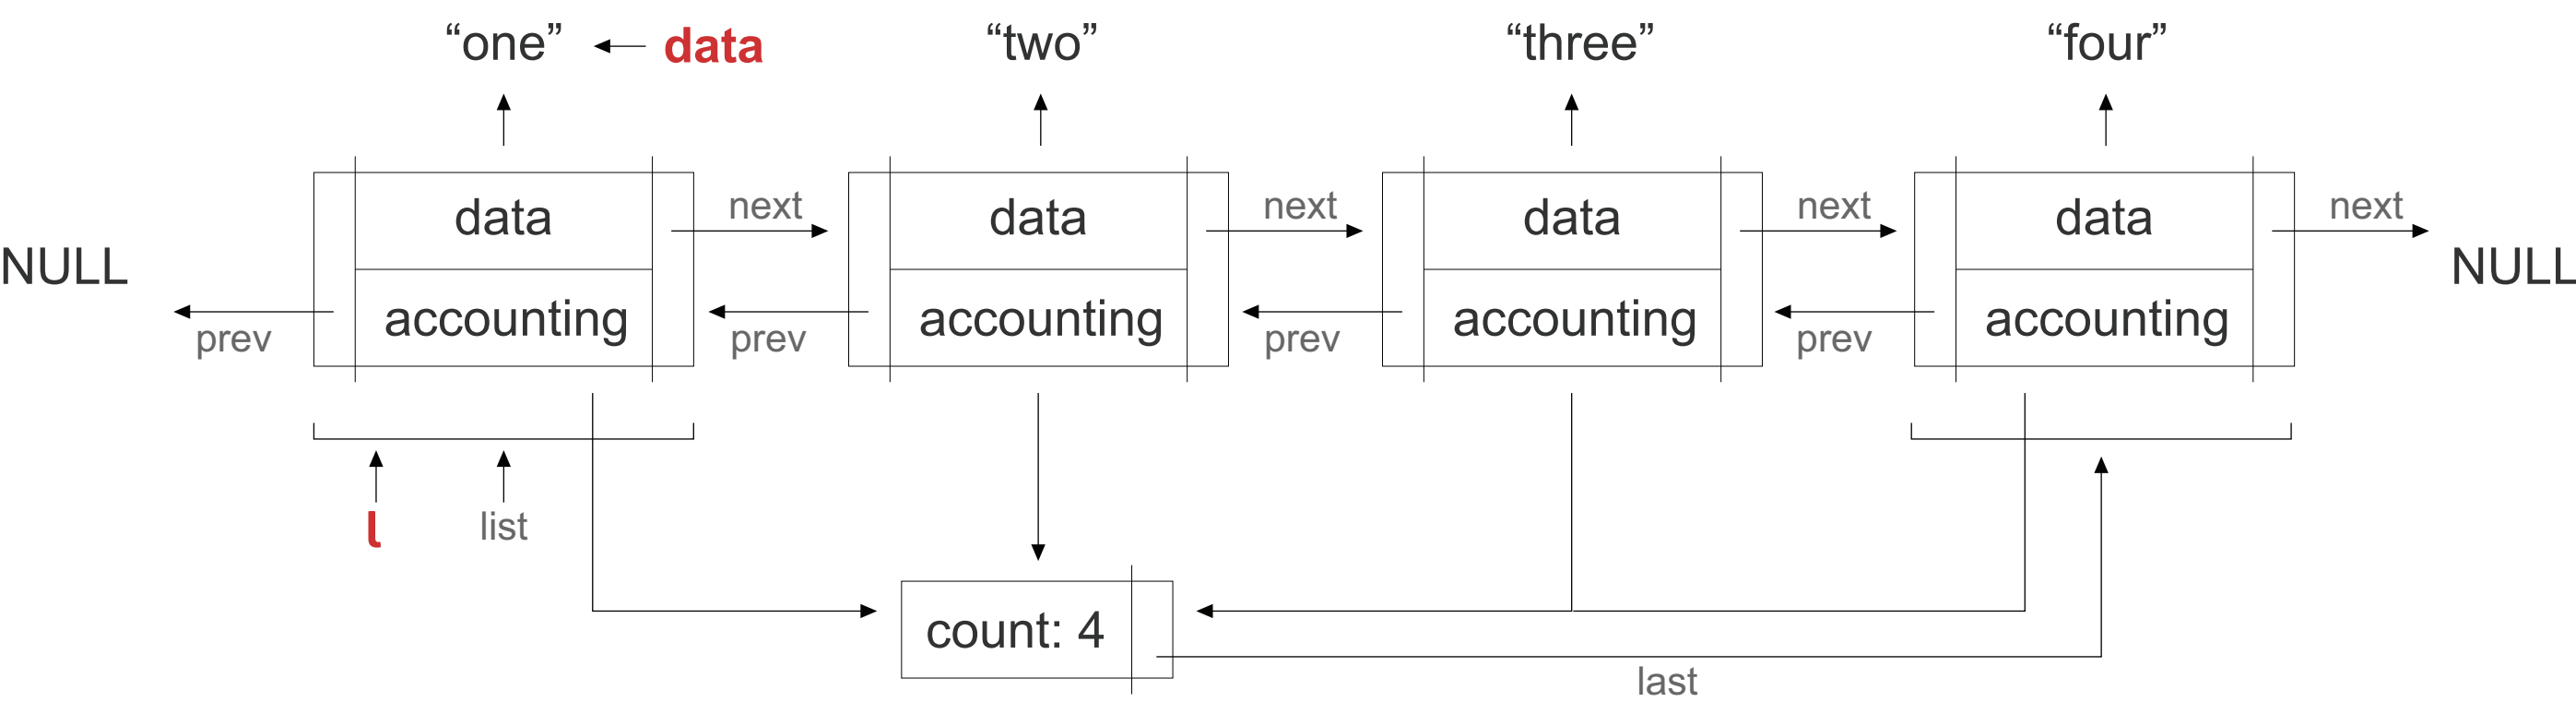 “one” data “two” “three” “four”
data next data next data next data next
NULL NULL
accounting accounting accounting accounting
prev prev prev prev
l list
count: 4
last